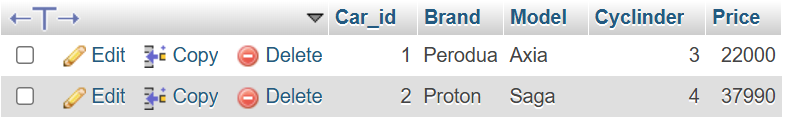 Car_id Brand Model Cyclinder Price
Edit Copy Delete 1 Perodua Axia 3 22000
Edit Copy Delete 2 Proton Saga 4 37990